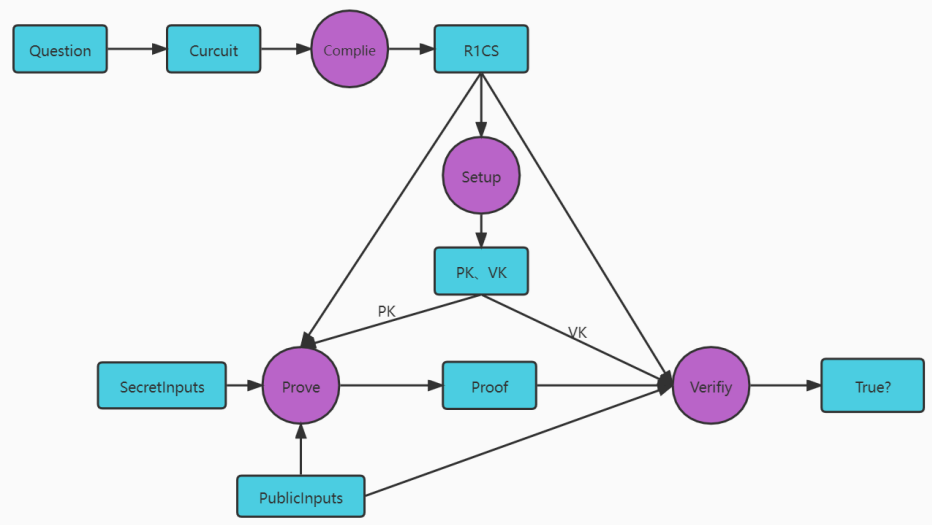 Question
Curcuit
Complie
R1CS
Setup
PK、VK
PK
VK
SecretInputs
Prove
Proof
Verifiy
True?
PublicInputs